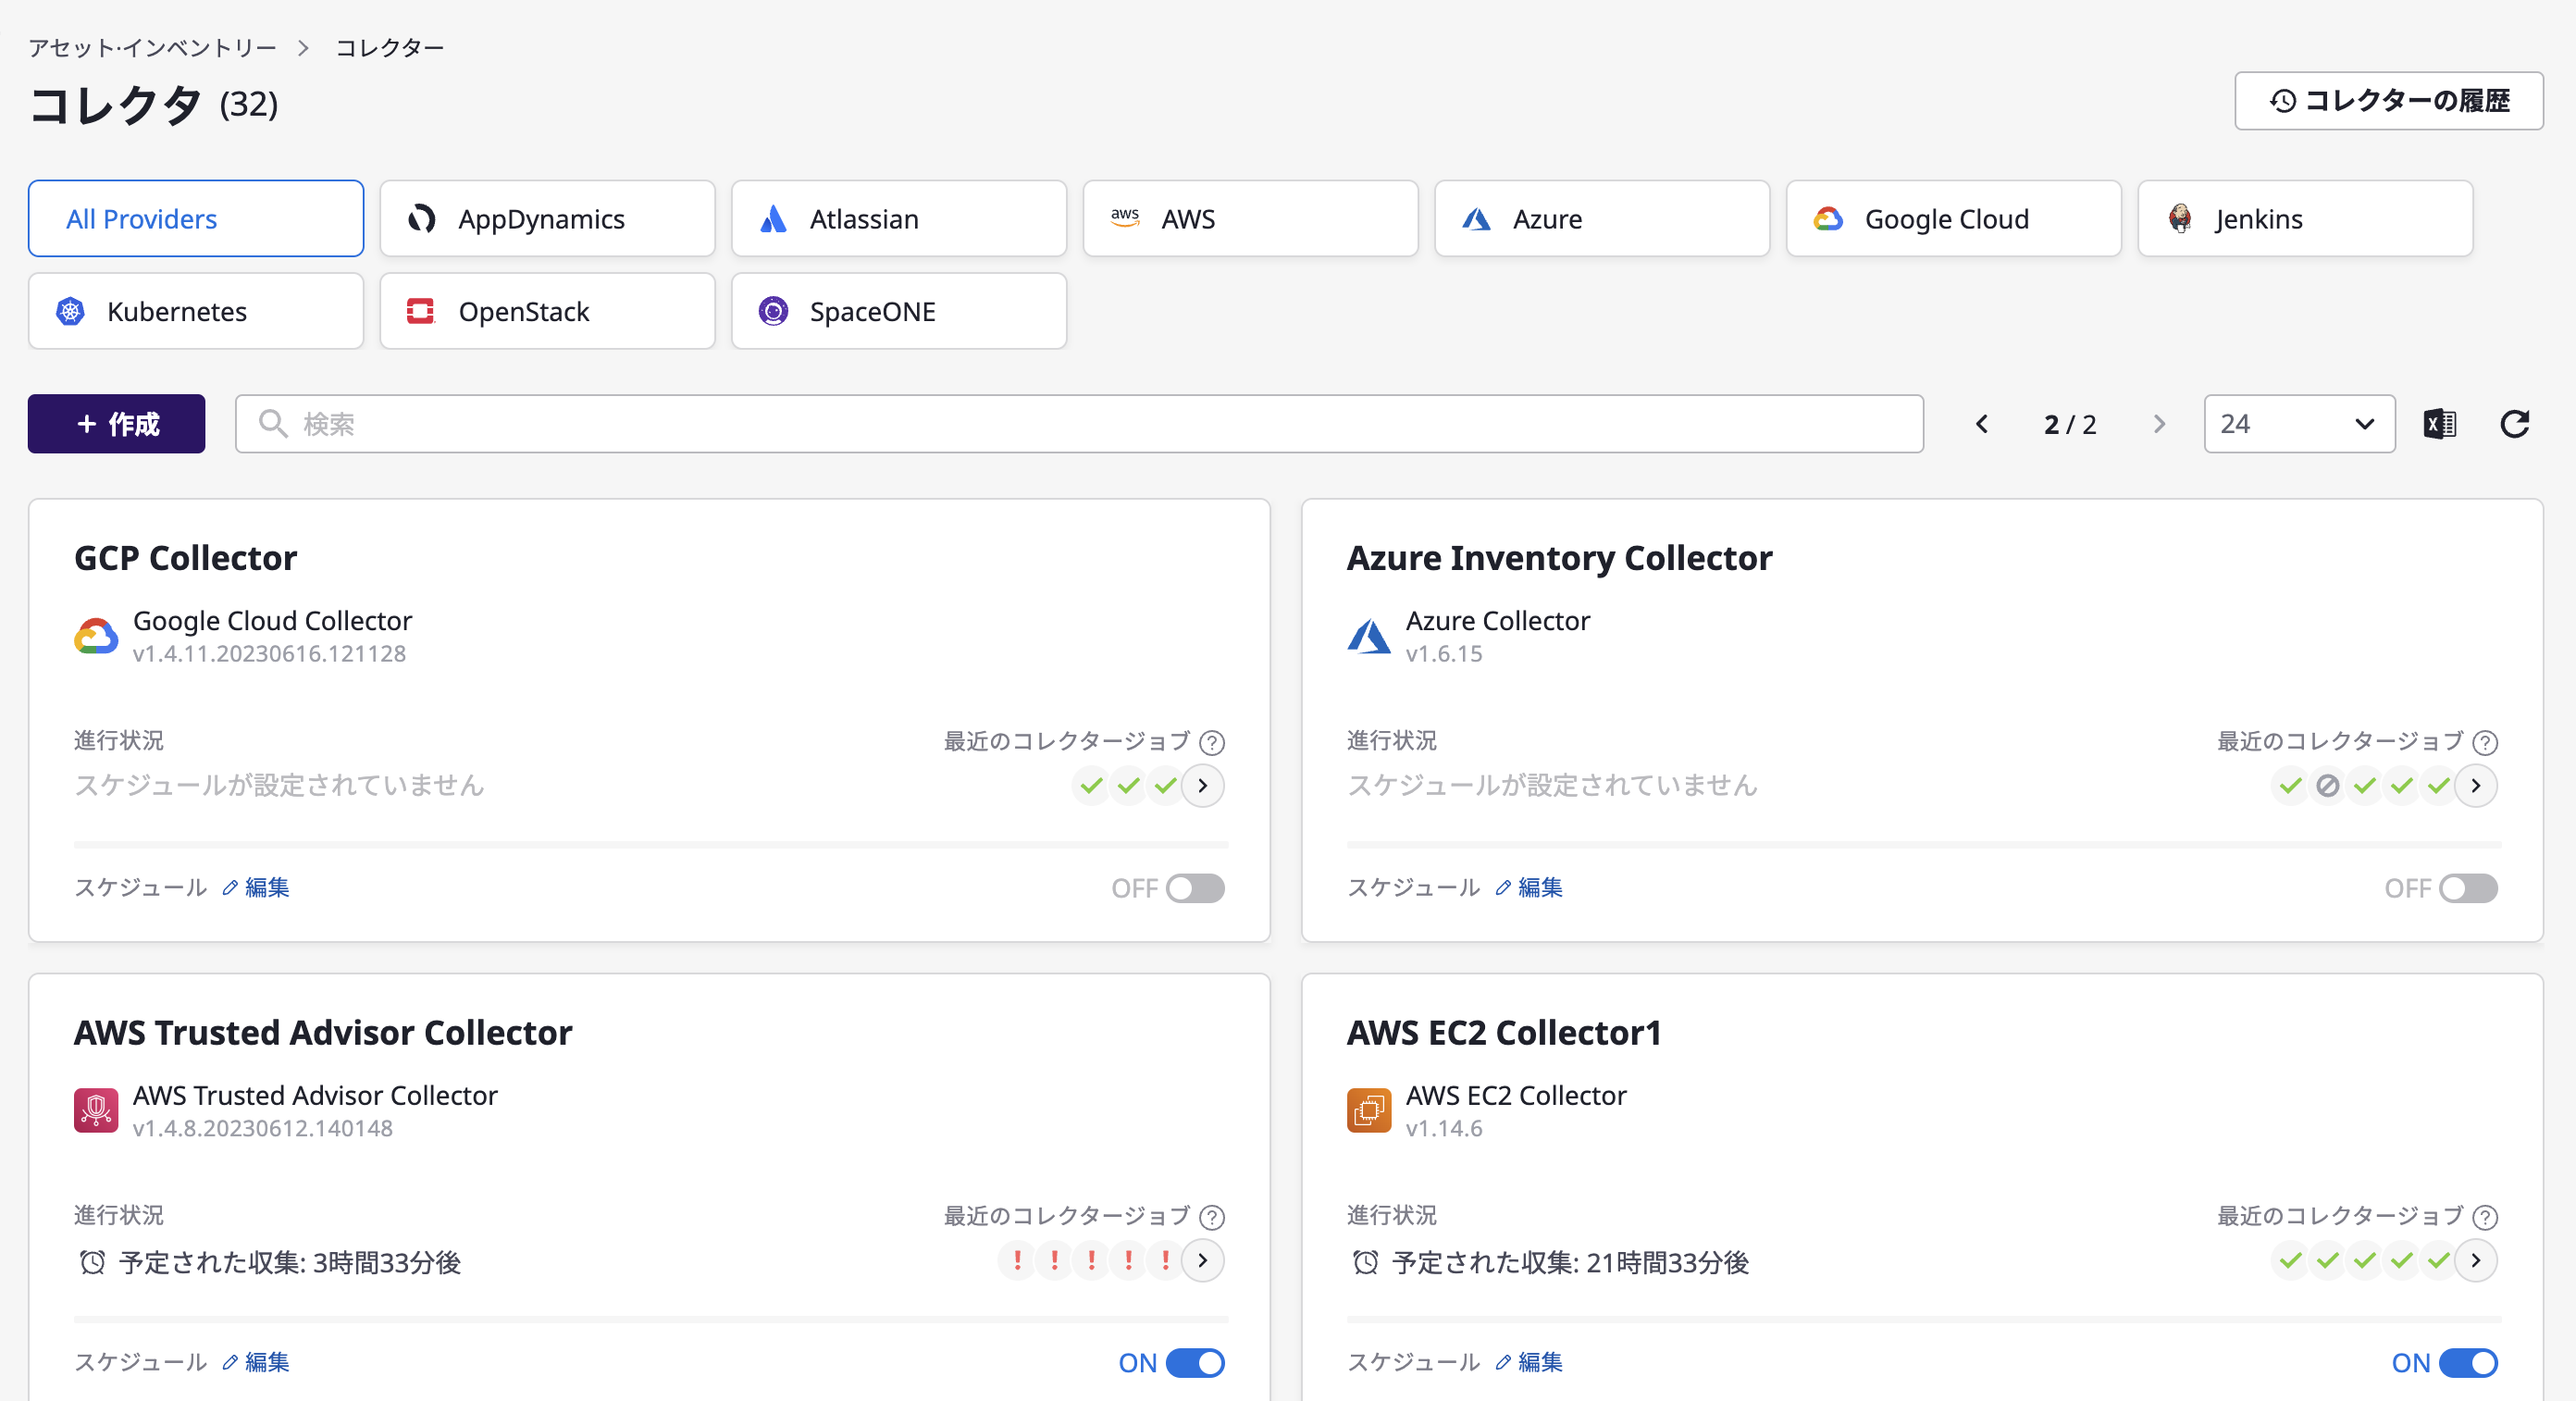 アセット·インベントリー > コレクター
コレクタ (32)
コレクターの履歴
All Providers
AppDynamics
Atlassian
aws AWS
Azure
Google Cloud
Jenkins
Kubernetes
OpenStack
SpaceONE
+ 作成
検索
2 / 2
24
GCP Collector
Google Cloud Collector
v1.4.11.20230616.121128
進行状況
最近のコレクタージョブ ?
スケジュールが設定されていません
スケジュール 編集
OFF
Azure Inventory Collector
Azure Collector
v1.6.15
進行状況
最近のコレクタージョブ ?
スケジュールが設定されていません
スケジュール 編集
OFF
AWS Trusted Advisor Collector
AWS Trusted Advisor Collector
v1.4.8.20230612.140148
進行状況
最近のコレクタージョブ ?
予定された収集: 3時間33分後
! ! ! ! !
スケジュール 編集
ON
AWS EC2 Collector1
AWS EC2 Collector
v1.14.6
進行状況
最近のコレクタージョブ ?
予定された収集: 21時間33分後
スケジュール 編集
ON